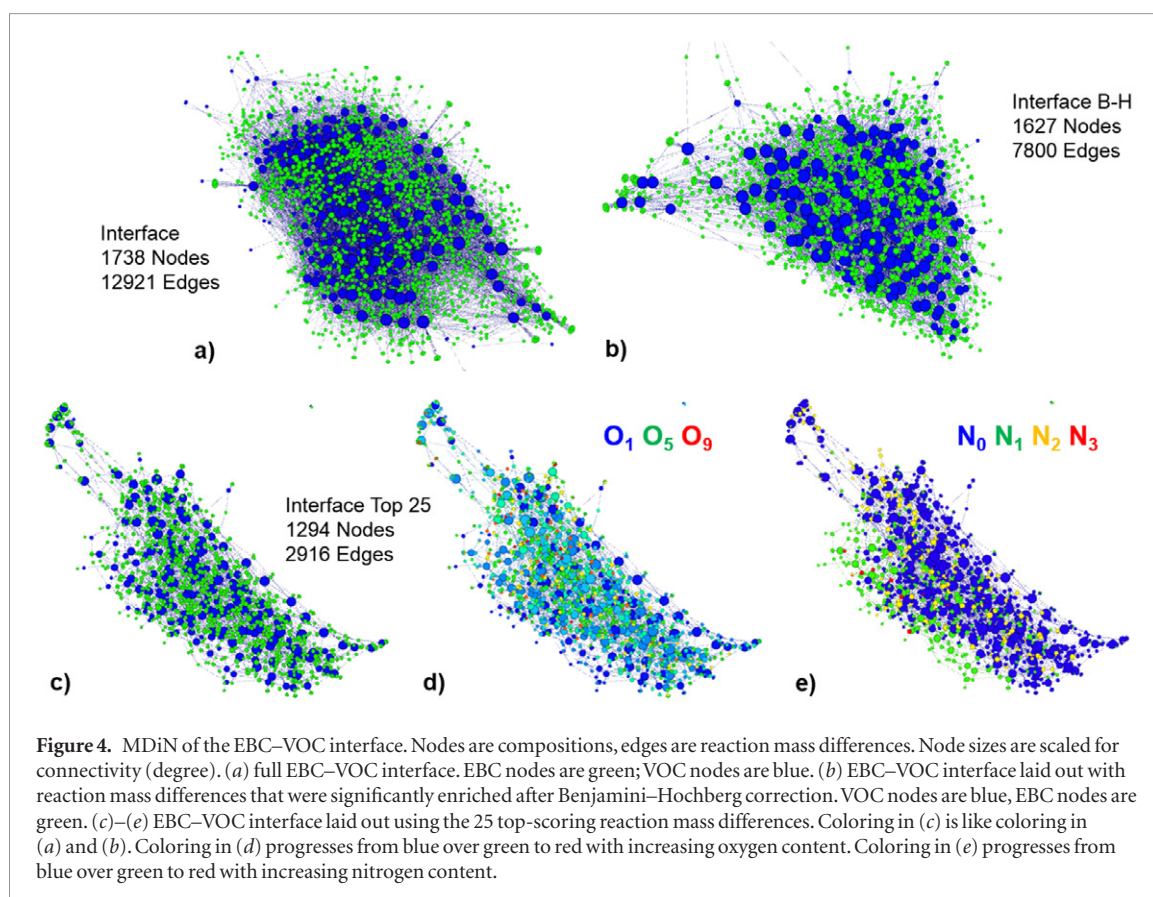 Interface
1738 Nodes
12921 Edges
a)
Interface B-H
1627 Nodes
7800 Edges
b)
Interface Top 25
1294 Nodes
2916 Edges
c)
O1 O5 O9
d)
N0 N1 N2 N3
e)
Figure 4. MDiN of the EBC–VOC interface. Nodes are compositions, edges are reaction mass differences. Node sizes are scaled for
connectivity (degree). (a) full EBC–VOC interface. EBC nodes are green; VOC nodes are blue. (b) EBC–VOC interface laid out with
reaction mass differences that were significantly enriched after Benjamini–Hochberg correction. VOC nodes are blue, EBC nodes are
green. (c)–(e) EBC–VOC interface laid out using the 25 top-scoring reaction mass differences. Coloring in (c) is like coloring in
(a) and (b). Coloring in (d) progresses from blue over green to red with increasing oxygen content. Coloring in (e) progresses from
blue over green to red with increasing nitrogen content.